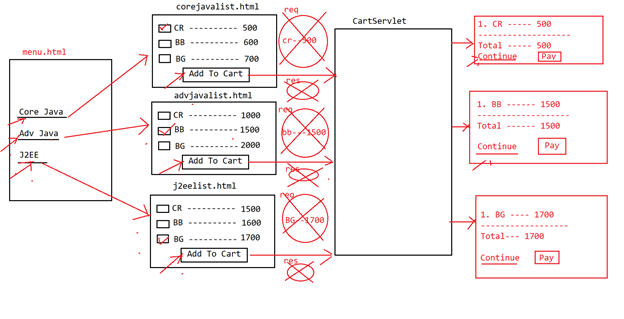 menu.html
Core Java
Adv Java
J2EE
corejavalist.html
CR ---------- 500
BB ---------- 600
BG ---------- 700
Add To Cart
req
cr--500
res
advjavalist.html
CR ---------- 1000
BB ---------- 1500
BG ---------- 2000
Add To Cart
req
bb---1500
res
j2eelist.html
CR ---------- 1500
BB ---------- 1600
BG ---------- 1700
Add To Cart
req
BG--1700
res
CartServlet
1. CR ----- 500
--------------------
Total ----- 500
Continue Pay
1. BB ------ 1500
--------------------
Total ------ 1500
Continue Pay
1. BG ---- 1700
-------------------
Total--- 1700
Continue Pay